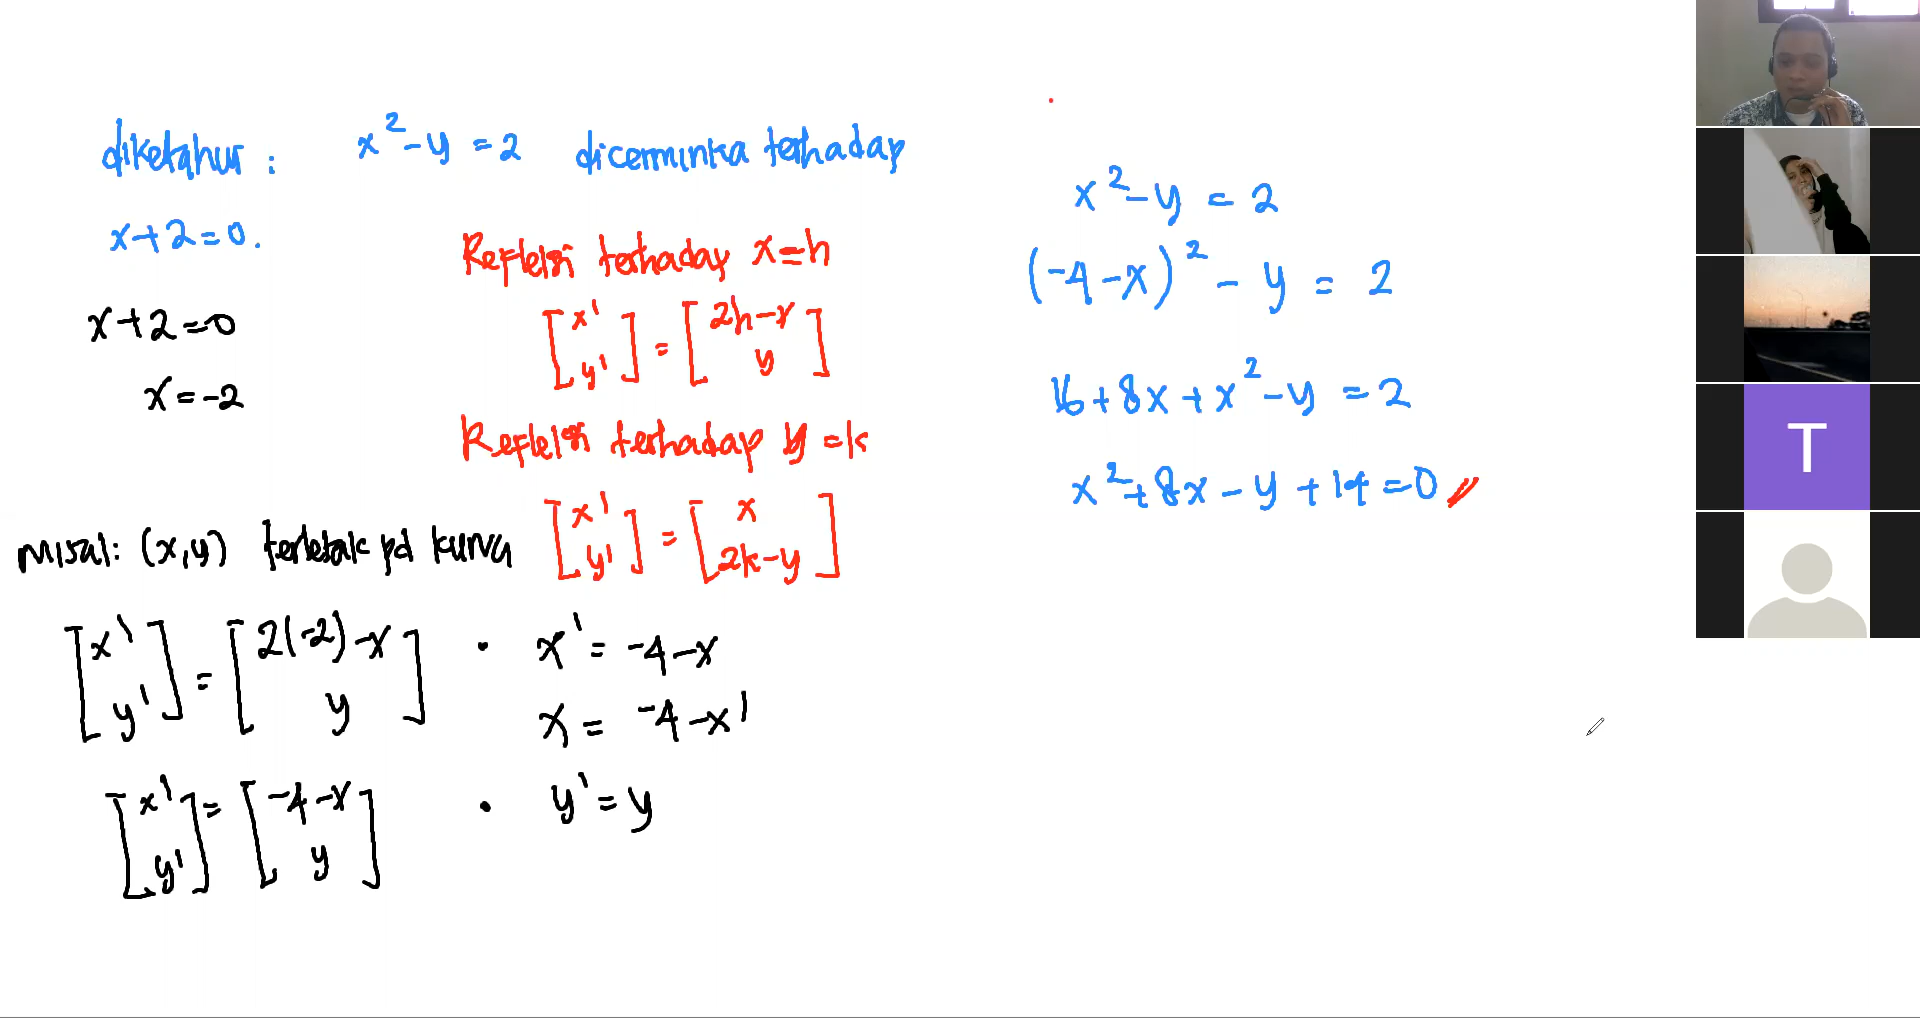 diketahui : x² - y = 2 dicerminka terhadap
x + 2 = 0.
x + 2 = 0
x = -2
Refleksi terhadap x = h
[x' y'] = [2h - x y]
Refleksi terhadap y = k
[x' y'] = [x 2k - y]
misal: (x,y) terletak pd kurva
[x' y'] = [2(-2) - x y]
[x' y'] = [-4 - x y]
• x' = -4 - x
x = -4 - x'
• y' = y
x² - y = 2
(-4 - x)² - y = 2
16 + 8x + x² - y = 2
x² + 8x - y + 14 = 0
T